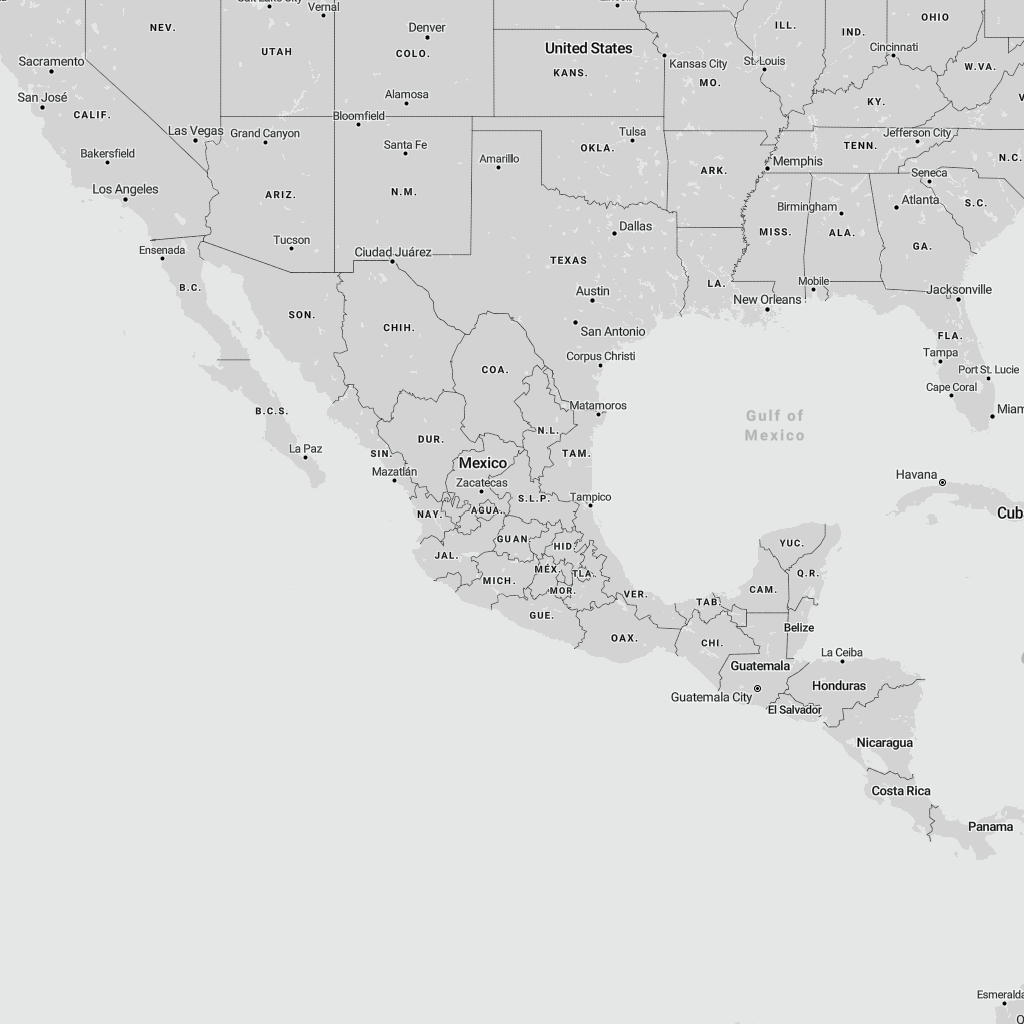 Vernal
OHIO
ILL.
NEV.
Denver
IND.
United States
Cincinnati
UTAH
COLO.
Sacramento
Kansas City
St. Louis
KANS.
W.VA.
MO.
Alamosa
San José
KY.
CALIF.
Bloomfield
Las Vegas
Grand Canyon
Tulsa
Jefferson City
Santa Fe
OKLA.
TENN.
Bakersfield
Amarillo
Memphis
N.C.
ARK.
Seneca
Los Angeles
ARIZ.
N.M.
Atlanta
S.C.
Birmingham
Dallas
MISS.
ALA.
Tucson
GA.
Ensenada
Ciudad Juárez
TEXAS
Mobile
B.C.
LA.
Austin
Jacksonville
New Orleans
SON.
CHIH.
San Antonio
FLA.
Tampa
Corpus Christi
COA.
Port St. Lucie
Cape Coral
Matamoros
B.C.S.
Gulf of
Mexico
N.L.
DUR.
La Paz
SIN.
TAM.
Mexico
Mazatlán
Havana
Zacatecas
S.L.P.
Tampico
AGUA.
NAY.
GUAN.
YUC.
HID.
JAL.
MÉX.
TLA.
Q.R.
MICH.
MOR.
CAM.
VER.
TAB.
GUE.
Belize
OAX.
CHI.
La Ceiba
Guatemala
Honduras
Guatemala City
El Salvador
Nicaragua
Costa Rica
Panama